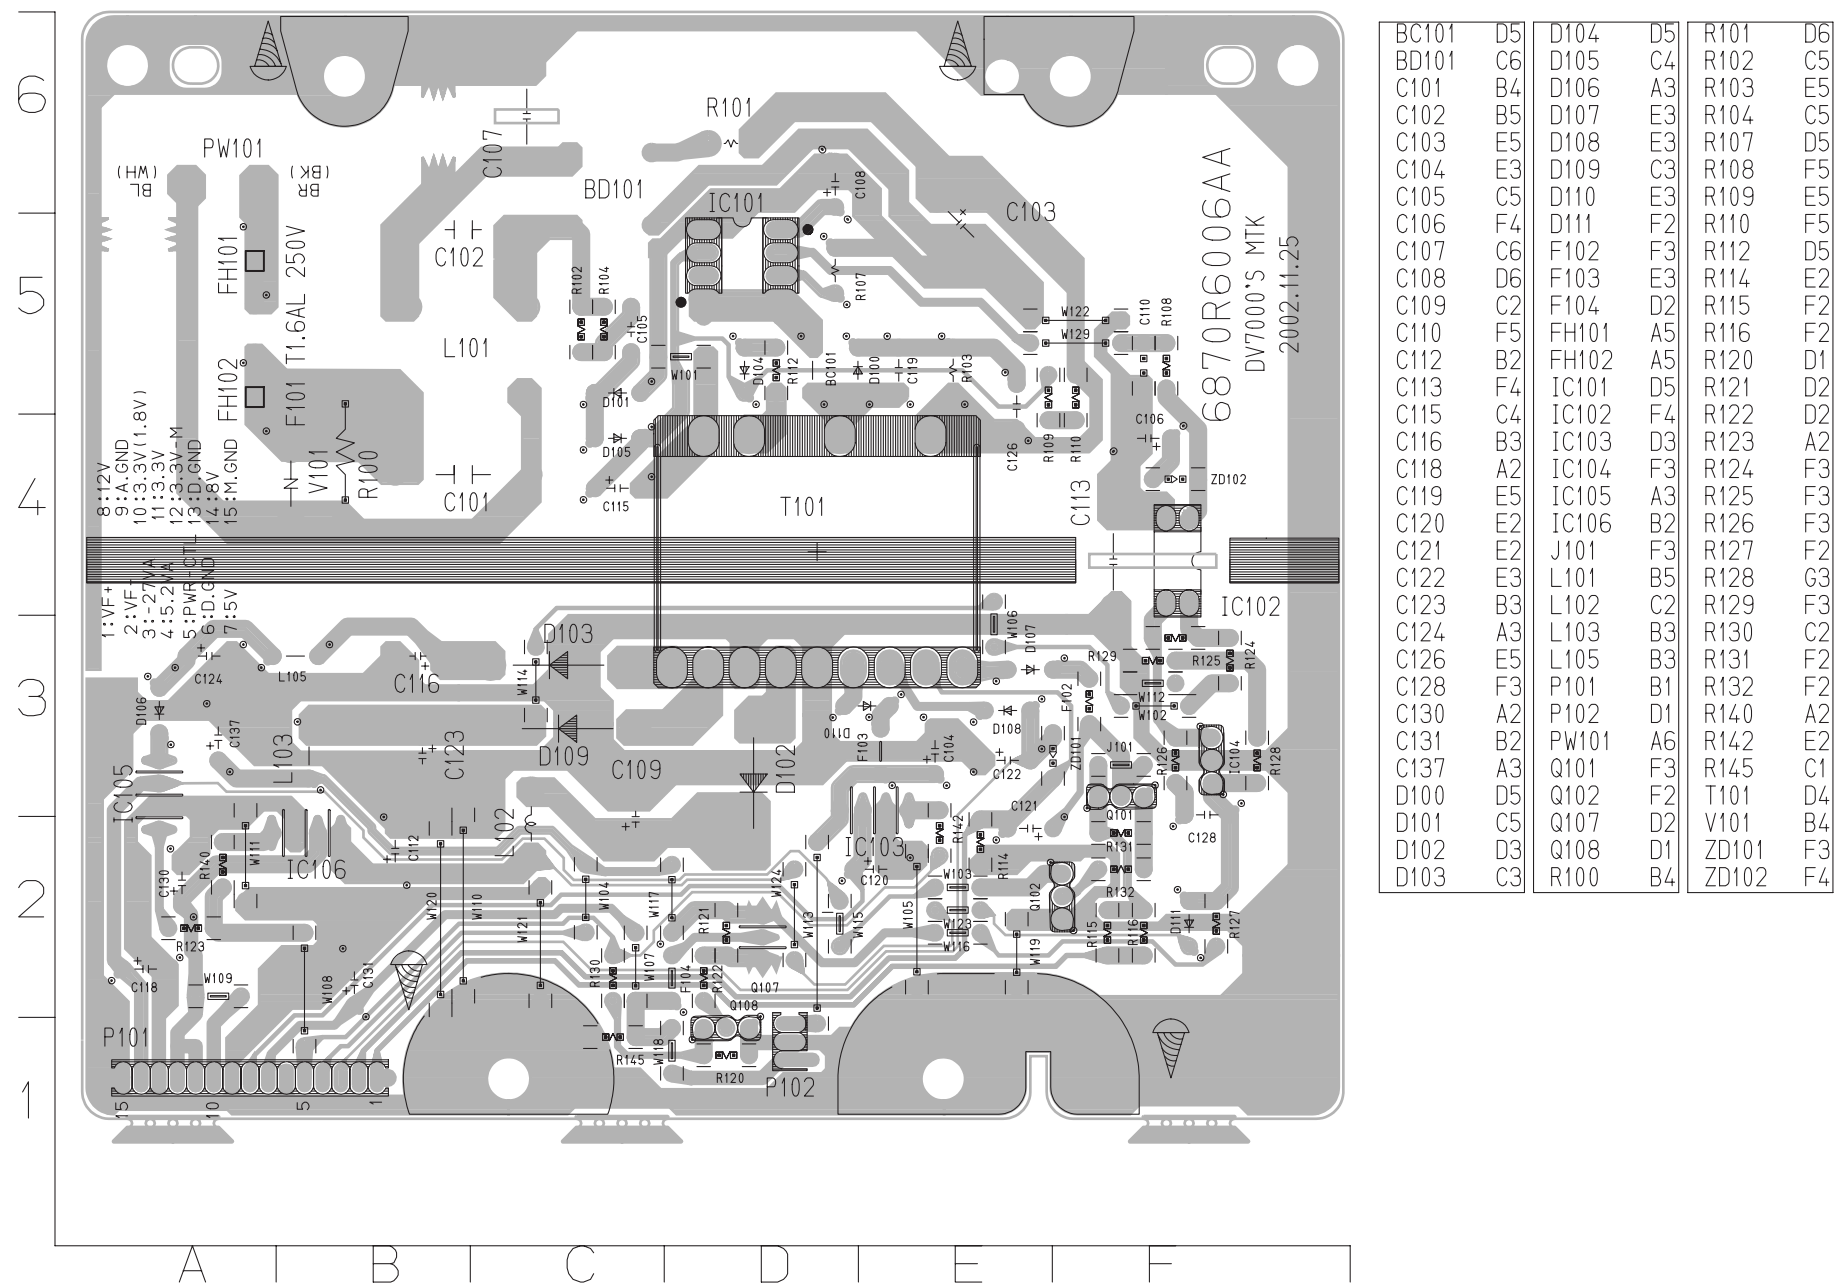 6
5
4
3
2
1
A
B
C
D
E
F
PW101
BL
(WH)
BR
(BK)
C107
R101
BD101
IC101
C108
C103
6870R6006AA
DV7000'S MTK
2002.11.25
FH101
T1.6AL 250V
C102
R102
R104
C105
R107
W122
W129
C110
R108
L101
FH102
F101
W101
D104
R112
BC101
D100
C119
R103
D101
D105
C115
V101
R100
C101
T101
C126
R109
R110
C106
C113
ZD102
IC102
8:12V
9:A.GND
10:3.3V(1.8V)
11:3.3V
12:3.3V-M
13:D.GND
14:8V
15:M.GND
1:VF+
2:VF-
3:-27VA
4:5.2VA
5:PWR-CTL
6:D.GND
7:5V
C124
L105
C116
W114
D103
W106
D107
R129
R125
R124
D106
C137
W112
W102
F102
L103
C123
D109
C109
D102
D110
F103
C104
D108
C122
ZD101
J101
R126
IC104
R128
IC105
Q101
C121
C128
R131
W111
R140
IC106
C112
L102
IC103
R142
R114
C120
C130
W120
W110
W104
W117
W124
W103
Q102
R132
R123
W121
R121
W113
W115
W105
W123
W116
W119
R115
R116
D111
R127
C118
W109
W108
C131
R130
W107
F104
R122
Q107
Q108
P101
R145
W118
R120
P102
15
10
5
1
BC101 D5
BD101 C6
C101 B4
C102 B5
C103 E5
C104 E3
C105 C5
C106 F4
C107 C6
C108 D6
C109 C2
C110 F5
C112 B2
C113 F4
C115 C4
C116 B3
C118 A2
C119 E5
C120 E2
C121 E2
C122 E3
C123 B3
C124 A3
C126 E5
C128 F3
C130 A2
C131 B2
C137 A3
D100 D5
D101 C5
D102 D3
D103 C3
D104 D5
D105 C4
D106 A3
D107 E3
D108 E3
D109 C3
D110 E3
D111 F2
F102 F3
F103 E3
F104 D2
FH101 A5
FH102 A5
IC101 D5
IC102 F4
IC103 D3
IC104 F3
IC105 A3
IC106 B2
J101 F3
L101 B5
L102 C2
L103 B3
L105 B3
P101 B1
P102 D1
PW101 A6
Q101 F3
Q102 F2
Q107 D2
Q108 D1
R100 B4
R101 D6
R102 C5
R103 E5
R104 C5
R107 D5
R108 F5
R109 E5
R110 F5
R112 D5
R114 E2
R115 F2
R116 F2
R120 D1
R121 D2
R122 D2
R123 A2
R124 F3
R125 F3
R126 F3
R127 F2
R128 G3
R129 F3
R130 C2
R131 F2
R132 F2
R140 A2
R142 E2
R145 C1
T101 D4
V101 B4
ZD101 F3
ZD102 F4